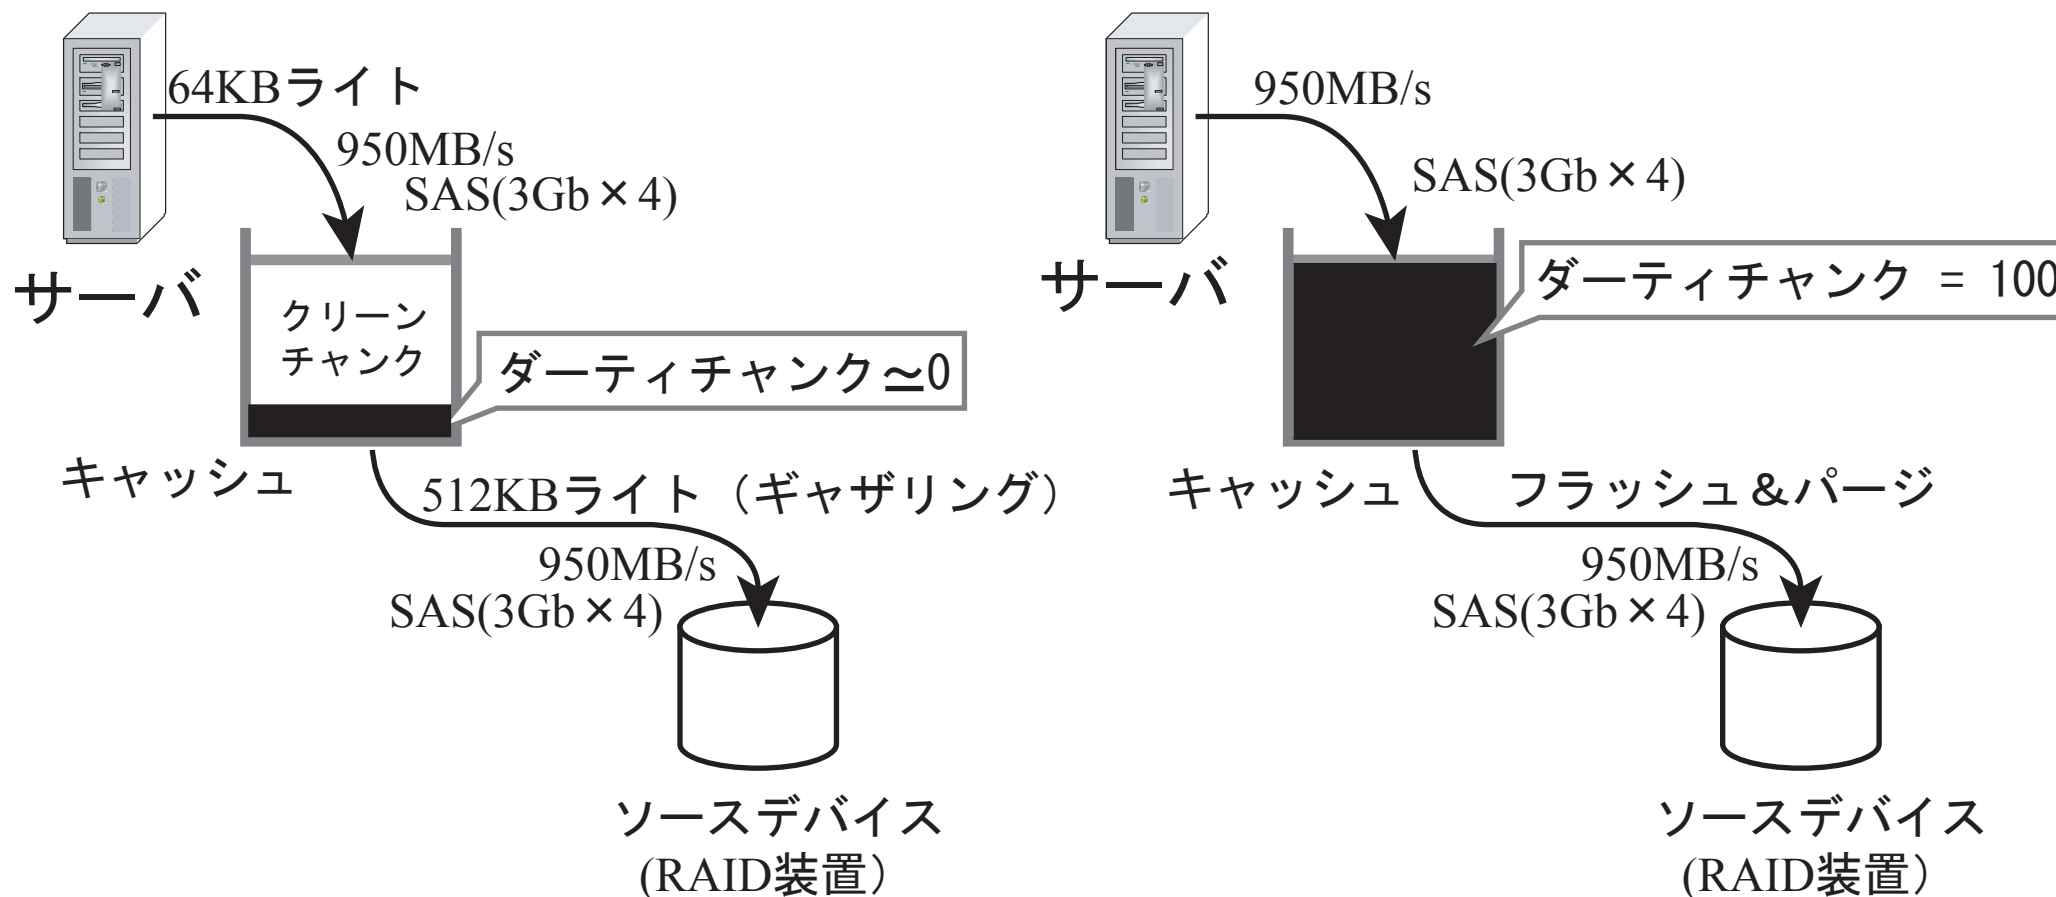 64KBライト
950MB/s
SAS(3Gb×4)
サーバ
クリーン
チャンク
ダーティチャンク≃0
キャッシュ
512KBライト（ギャザリング）
950MB/s
SAS(3Gb×4)
ソースデバイス
(RAID装置）
950MB/s
SAS(3Gb×4)
サーバ
ダーティチャンク = 100
キャッシュ
フラッシュ＆パージ
950MB/s
SAS(3Gb×4)
ソースデバイス
(RAID装置）